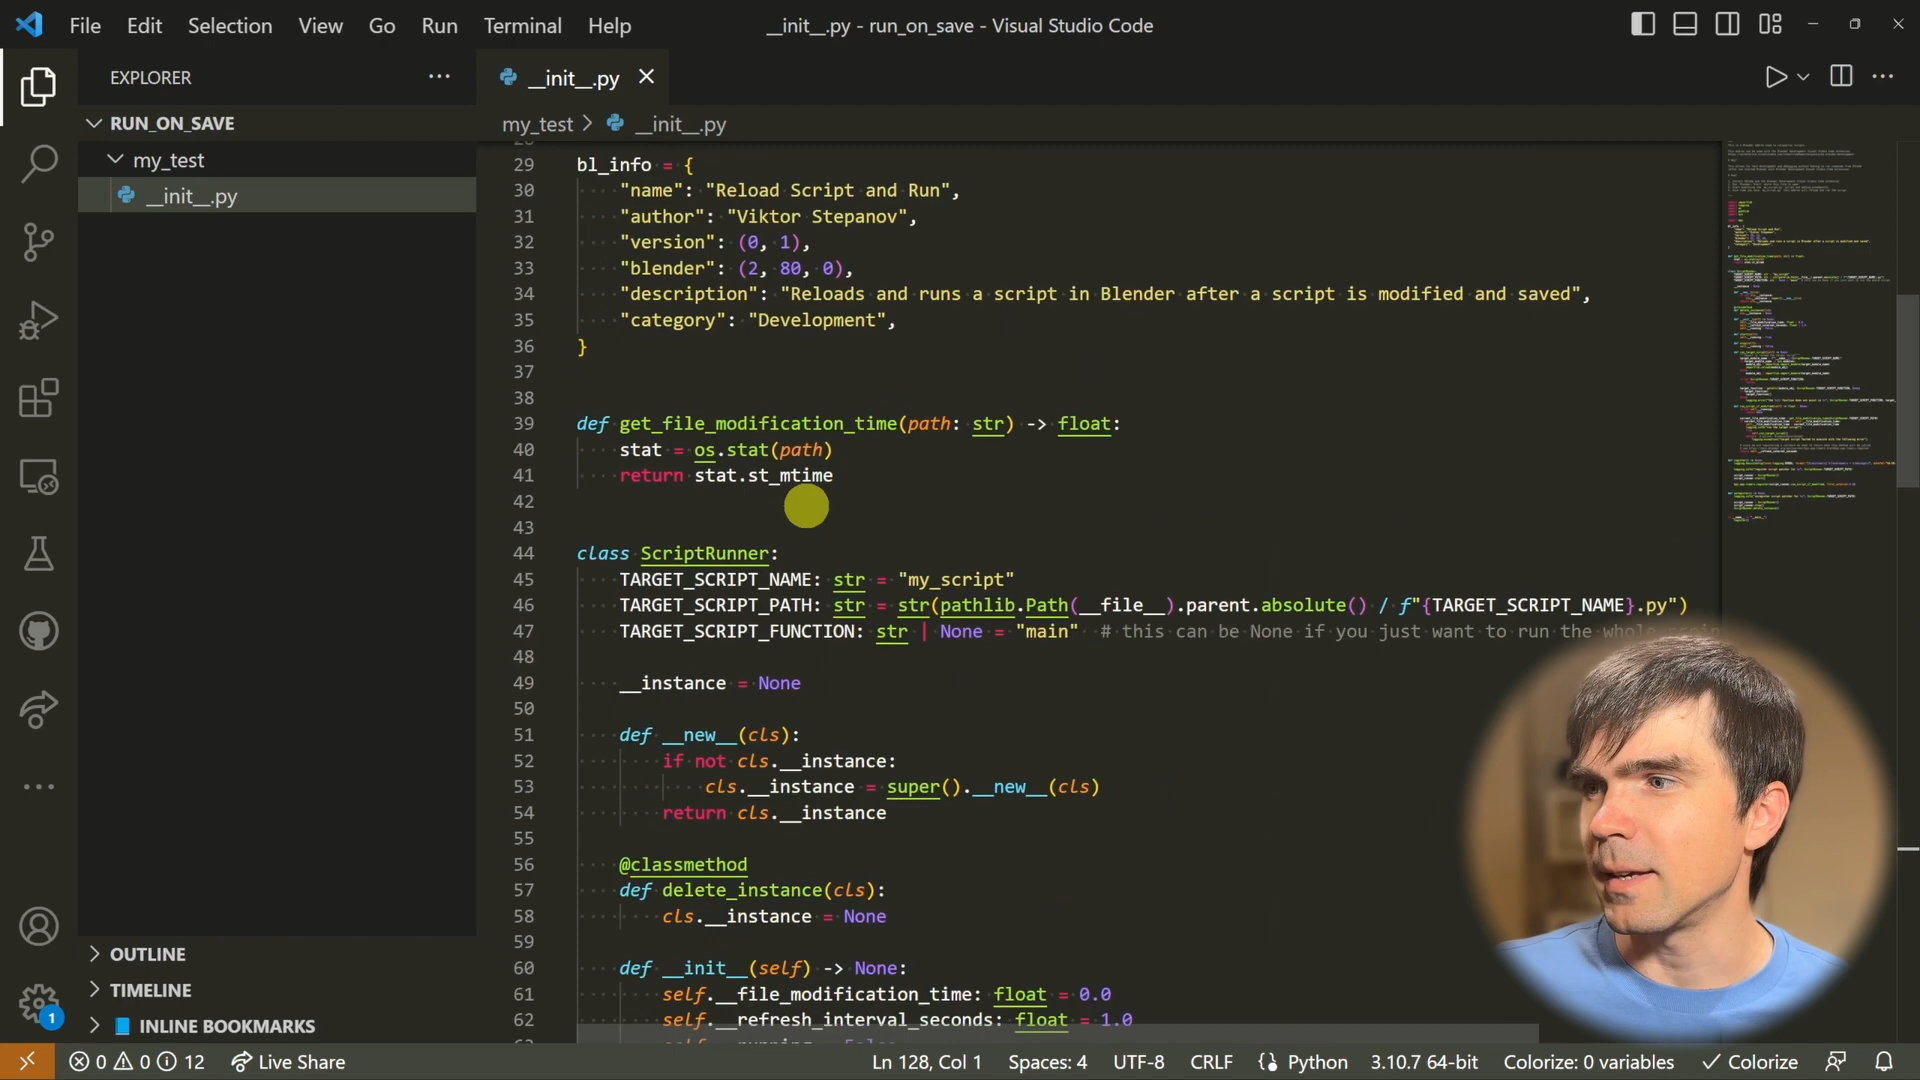 File Edit Selection View Go Run Terminal Help
__init__.py - run_on_save - Visual Studio Code
EXPLORER
__init__.py
RUN_ON_SAVE
my_test
__init__.py
OUTLINE
TIMELINE
INLINE BOOKMARKS
my_test > __init__.py
29 bl_info = {
30 "name": "Reload Script and Run",
31 "author": "Viktor Stepanov",
32 "version": (0, 1),
33 "blender": (2, 80, 0),
34 "description": "Reloads and runs a script in Blender after a script is modified and saved",
35 "category": "Development",
36 }
37
38
39 def get_file_modification_time(path: str) -> float:
40 stat = os.stat(path)
41 return stat.st_mtime
42
43
44 class ScriptRunner:
45 TARGET_SCRIPT_NAME: str = "my_script"
46 TARGET_SCRIPT_PATH: str = str(pathlib.Path(__file__).parent.absolute() / f"{TARGET_SCRIPT_NAME}.py")
47 TARGET_SCRIPT_FUNCTION: str | None = "main" # this can be None if you just want to run the whole
48
49 __instance = None
50
51 def __new__(cls):
52 if not cls.__instance:
53 cls.__instance = super().__new__(cls)
54 return cls.__instance
55
56 @classmethod
57 def delete_instance(cls):
58 cls.__instance = None
59
60 def __init__(self) -> None:
61 self.__file_modification_time: float = 0.0
62 self.__refresh_interval_seconds: float = 1.0
1
0 0 12 Live Share
Ln 128, Col 1 Spaces: 4 UTF-8 CRLF Python 3.10.7 64-bit Colorize: 0 variables Colorize